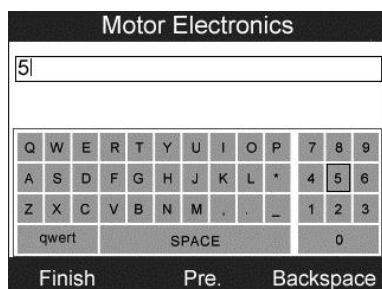 Motor Electronics
5
Q W E R T Y U I O P 7 8 9
A S D F G H J K L * 4 5 6
Z X C V B N M , . _ 1 2 3
qwert SPACE 0
Finish Pre. Backspace